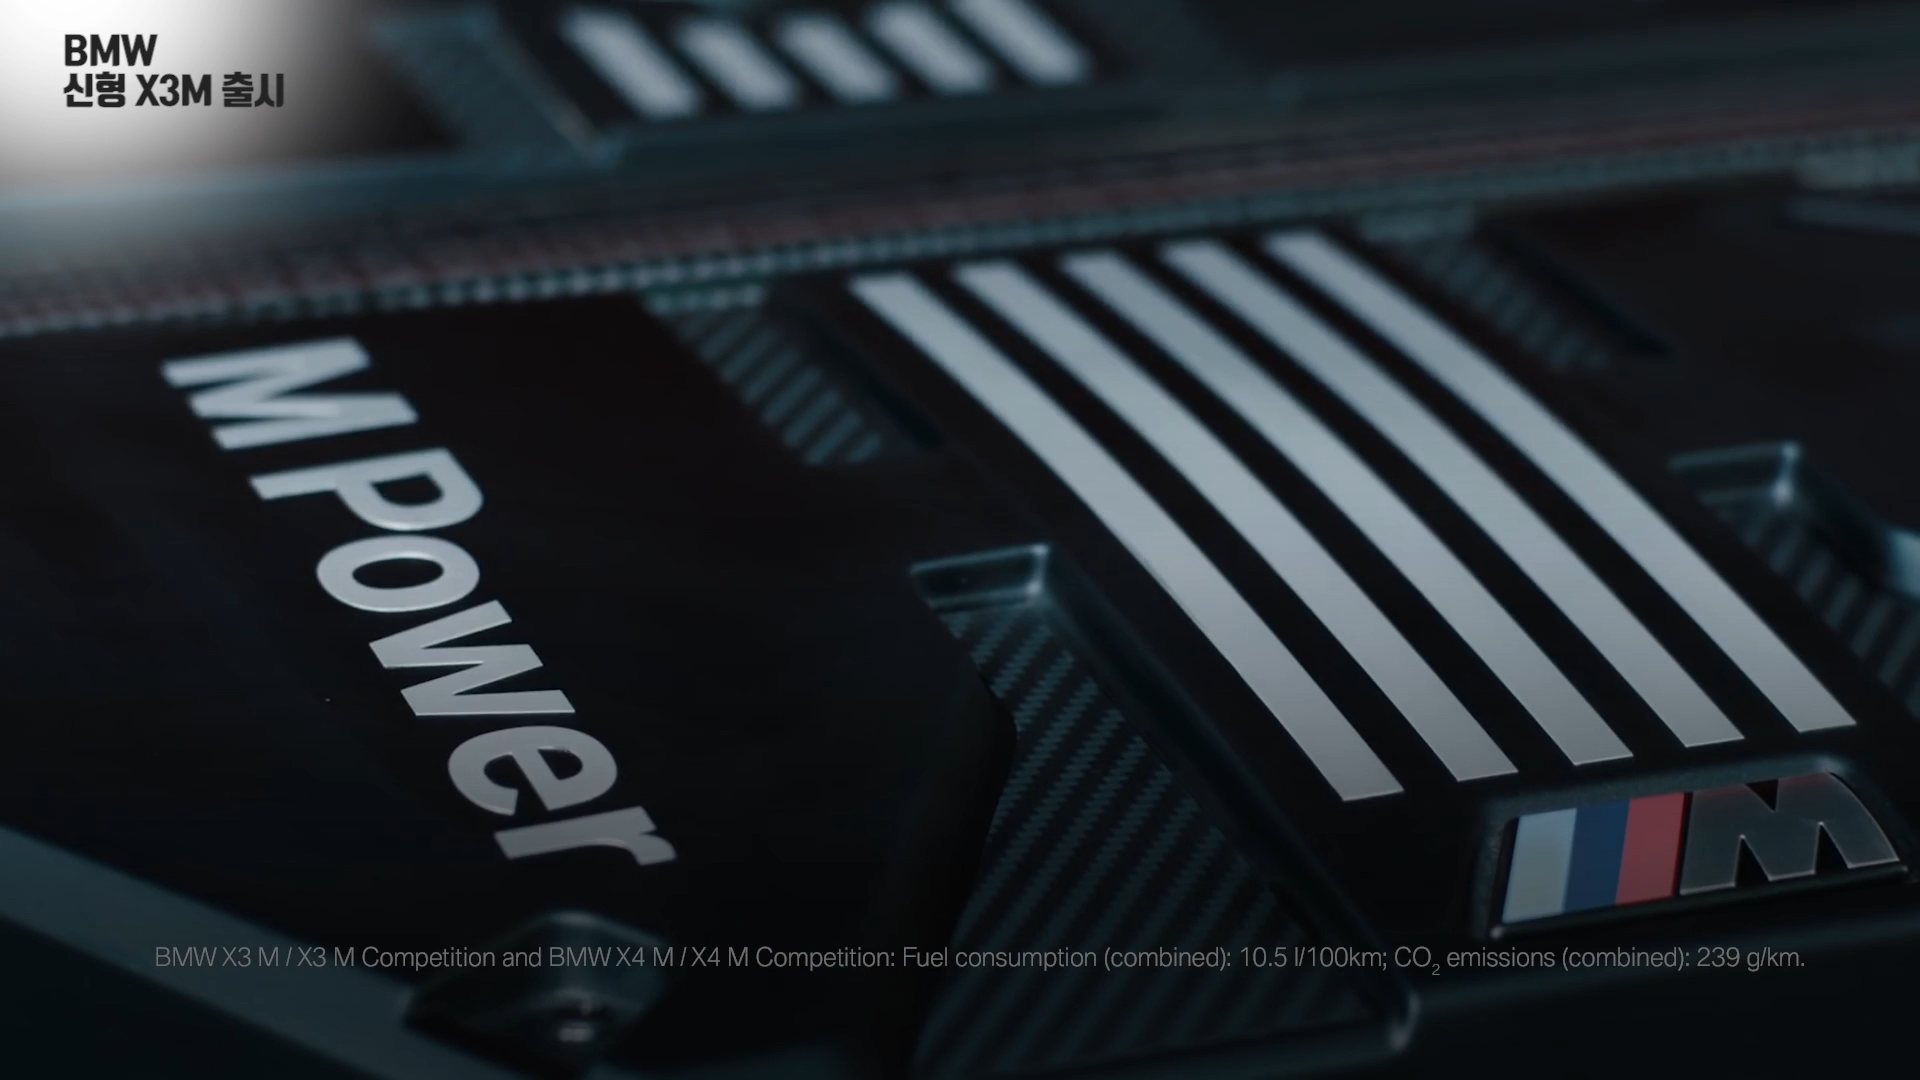 BMW
신형 X3M 출시
M Power
M
BMW X3 M / X3 M Competition and BMW X4 M / X4 M Competition: Fuel consumption (combined): 10.5 l/100km; CO₂ emissions (combined): 239 g/km.